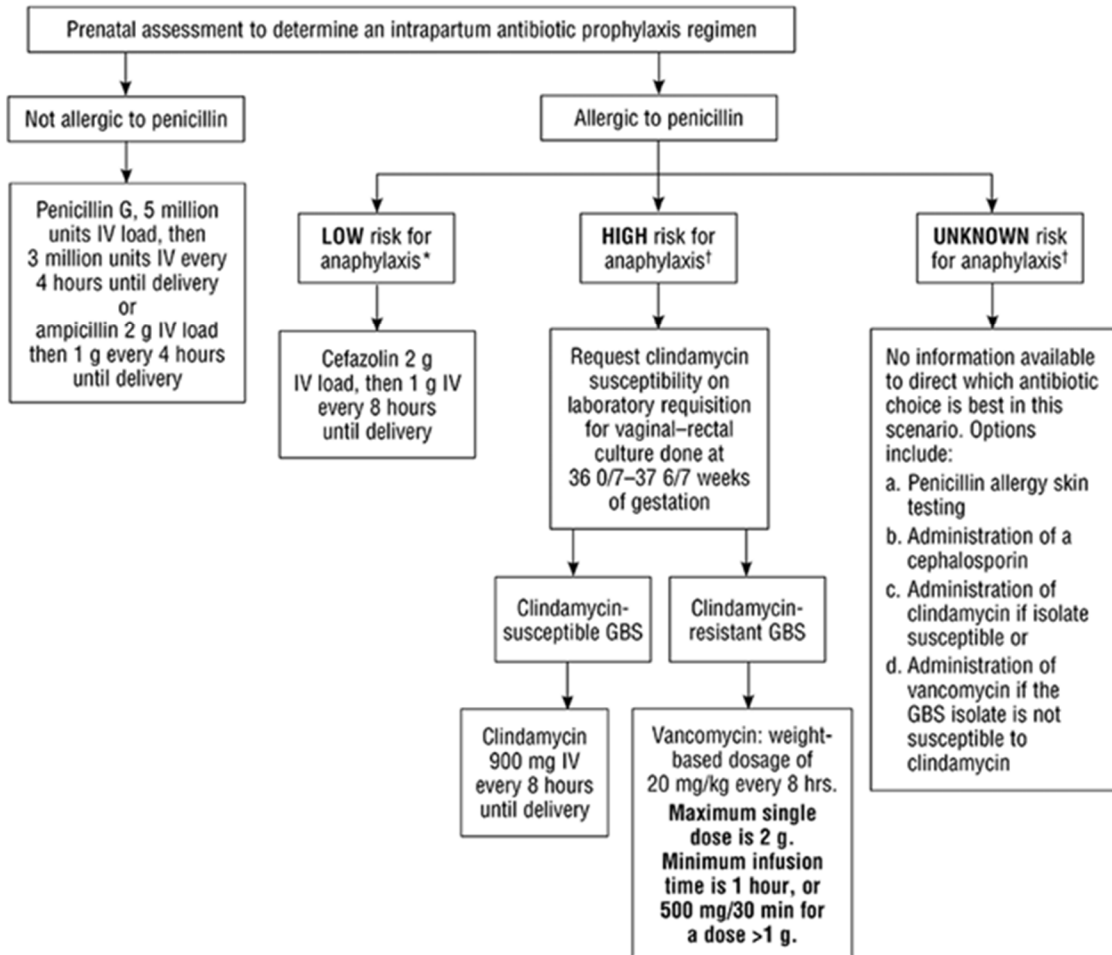 Prenatal assessment to determine an intrapartum antibiotic prophylaxis regimen
Not allergic to penicillin
Allergic to penicillin
Penicillin G, 5 million
units IV load, then
3 million units IV every
4 hours until delivery
or
ampicillin 2 g IV load
then 1 g every 4 hours
until delivery
LOW risk for
anaphylaxis*
HIGH risk for
anaphylaxis†
UNKNOWN risk
for anaphylaxis†
Cefazolin 2 g
IV load, then 1 g IV
every 8 hours
until delivery
Request clindamycin
susceptibility on
laboratory requisition
for vaginal–rectal
culture done at
36 0/7–37 6/7 weeks
of gestation
No information available
to direct which antibiotic
choice is best in this
scenario. Options
include:
a. Penicillin allergy skin
testing
b. Administration of a
cephalosporin
c. Administration of
clindamycin if isolate
susceptible or
d. Administration of
vancomycin if the
GBS isolate is not
susceptible to
clindamycin
Clindamycin-
susceptible GBS
Clindamycin-
resistant GBS
Clindamycin
900 mg IV
every 8 hours
until delivery
Vancomycin: weight-
based dosage of
20 mg/kg every 8 hrs.
Maximum single
dose is 2 g.
Minimum infusion
time is 1 hour, or
500 mg/30 min for
a dose >1 g.